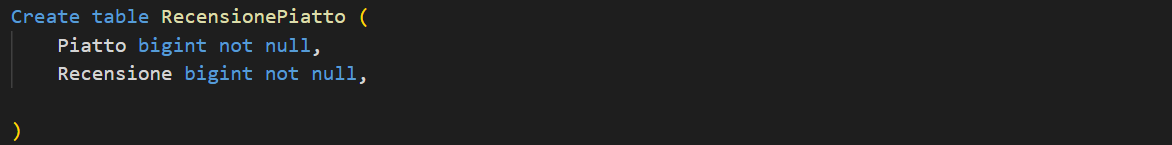 Create table RecensionePiatto (
    Piatto bigint not null,
    Recensione bigint not null,
)